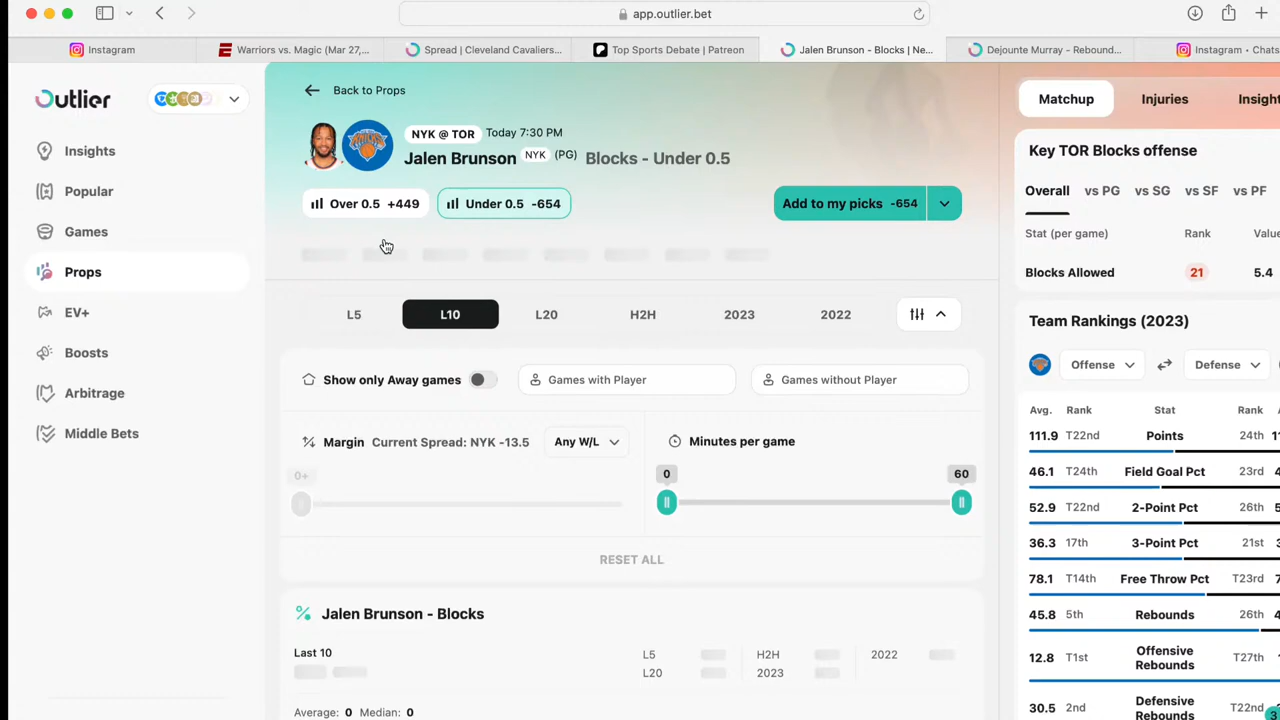 app.outlier.bet
Instagram
Warriors vs. Magic (Mar 27,...
Spread | Cleveland Cavaliers...
Top Sports Debate | Patreon
Jalen Brunson - Blocks | Ne...
Dejounte Murray - Rebound...
Instagram • Chats
Outlier
Insights
Popular
Games
Props
EV+
Boosts
Arbitrage
Middle Bets
Back to Props
NYK @ TOR Today 7:30 PM
Jalen Brunson NYK (PG) Blocks - Under 0.5
Over 0.5 +449 Under 0.5 -654
Add to my picks -654
L5 L10 L20 H2H 2023 2022
Show only Away games Games with Player Games without Player
Margin Current Spread: NYK -13.5 Any W/L
0+
Minutes per game
0 60
RESET ALL
Jalen Brunson - Blocks
Last 10
L5 H2H 2022
L20 2023
Average: 0 Median: 0
Matchup Injuries Insight
Key TOR Blocks offense
Overall vs PG vs SG vs SF vs PF
Stat (per game) Rank Value
Blocks Allowed 21 5.4
Team Rankings (2023)
Offense Defense
Avg. Rank Stat Rank
111.9 T22nd Points 24th
46.1 T24th Field Goal Pct 23rd
52.9 T22nd 2-Point Pct 26th
36.3 17th 3-Point Pct 21st
78.1 T14th Free Throw Pct T23rd
45.8 5th Rebounds 26th
12.8 T1st Offensive Rebounds T27th
30.5 2nd Defensive Rebounds T22nd